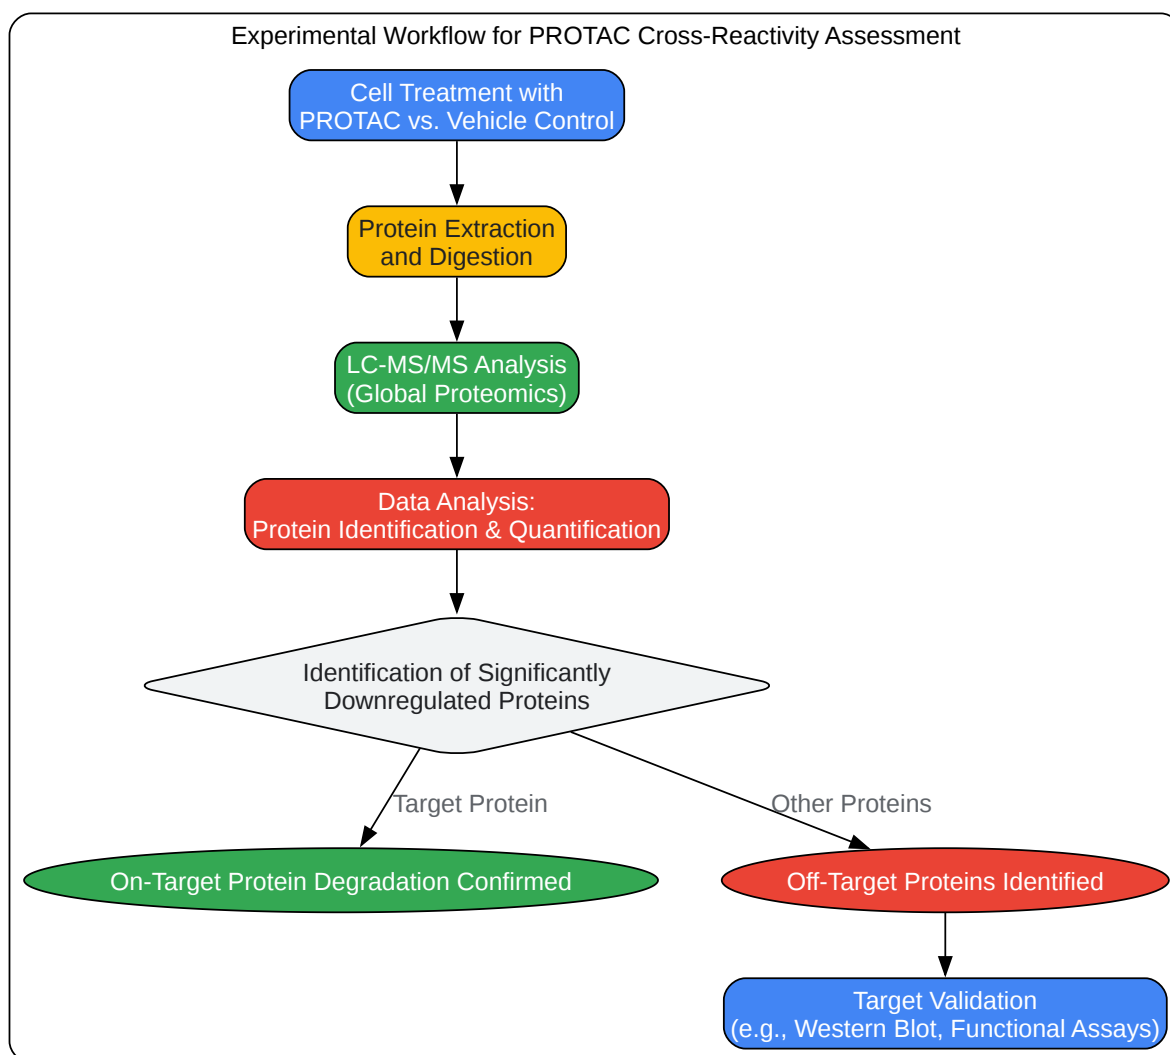 Experimental Workflow for PROTAC Cross-Reactivity Assessment
Cell Treatment with
PROTAC vs. Vehicle Control
Protein Extraction
and Digestion
LC-MS/MS Analysis
(Global Proteomics)
Data Analysis:
Protein Identification & Quantification
Identification of Significantly
Downregulated Proteins
Target Protein
Other Proteins
On-Target Protein Degradation Confirmed
Off-Target Proteins Identified
Target Validation
(e.g., Western Blot, Functional Assays)